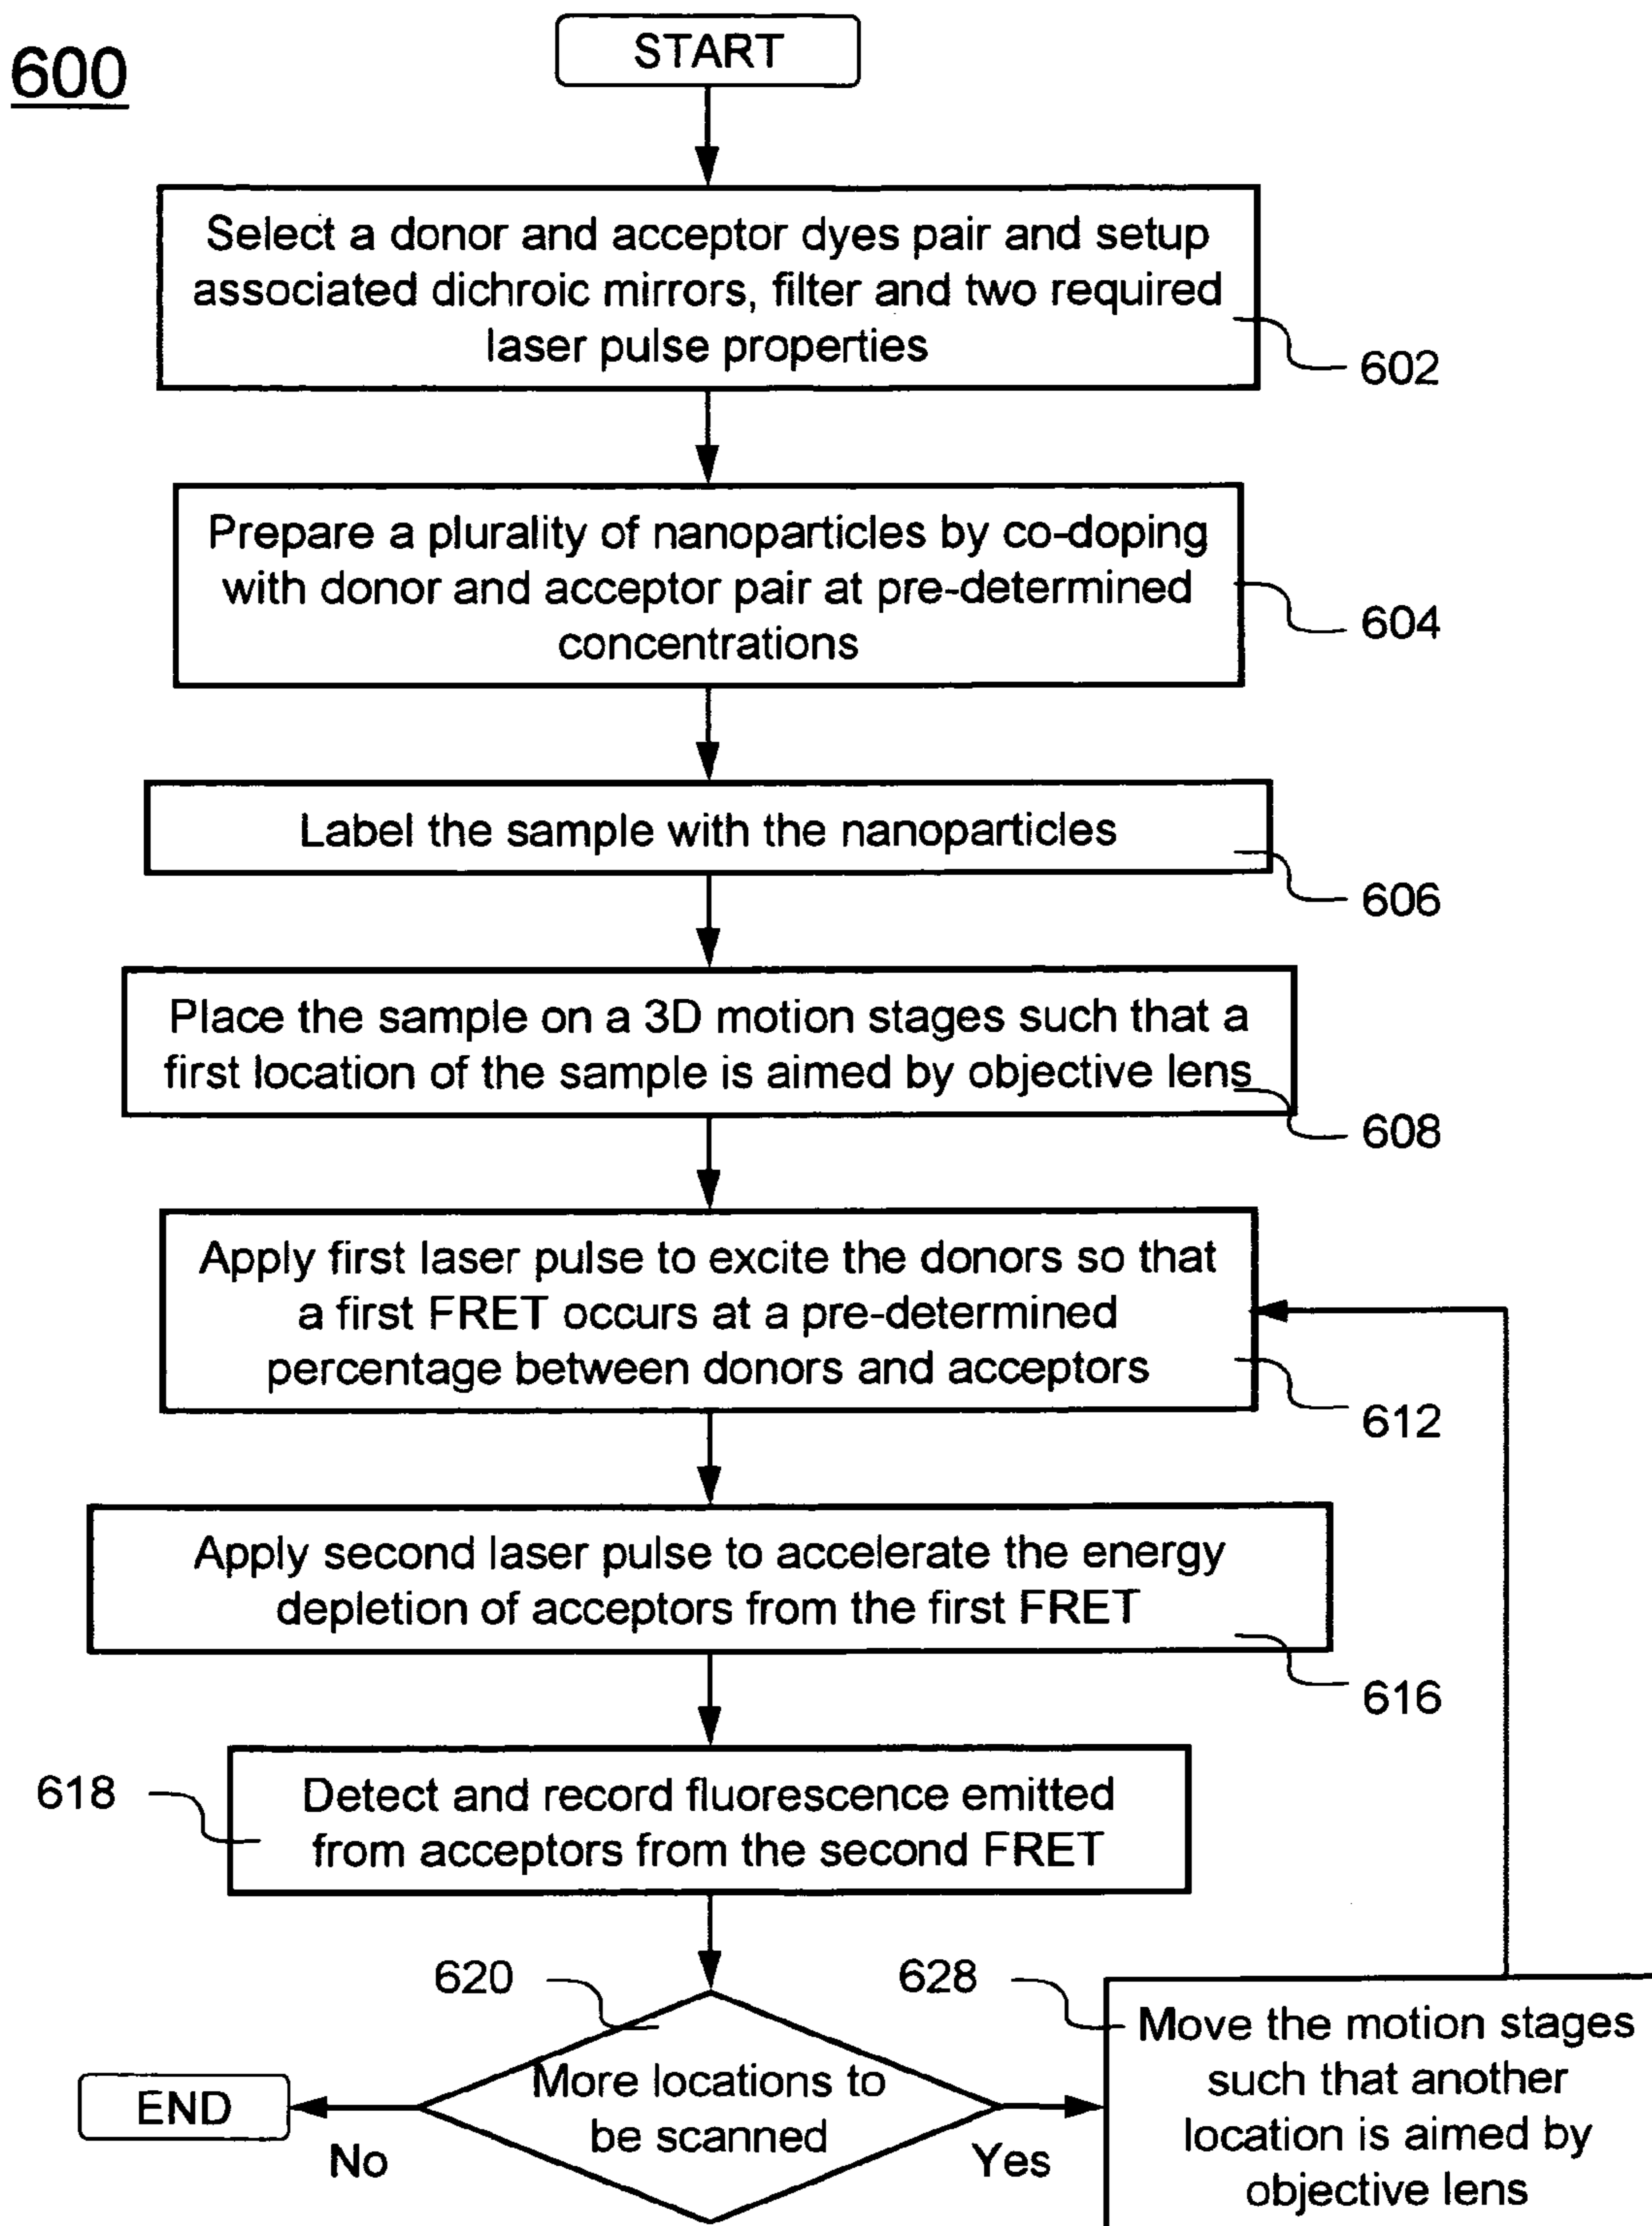 600
START
Select a donor and acceptor dyes pair and setup
associated dichroic mirrors, filter and two required
laser pulse properties
602
Prepare a plurality of nanoparticles by co-doping
with donor and acceptor pair at pre-determined
concentrations
604
Label the sample with the nanoparticles
606
Place the sample on a 3D motion stages such that a
first location of the sample is aimed by objective lens
608
Apply first laser pulse to excite the donors so that
a first FRET occurs at a pre-determined
percentage between donors and acceptors
612
Apply second laser pulse to accelerate the energy
depletion of acceptors from the first FRET
616
618
Detect and record fluorescence emitted
from acceptors from the second FRET
620
More locations to
be scanned
END
No
Yes
628
Move the motion stages
such that another
location is aimed by
objective lens